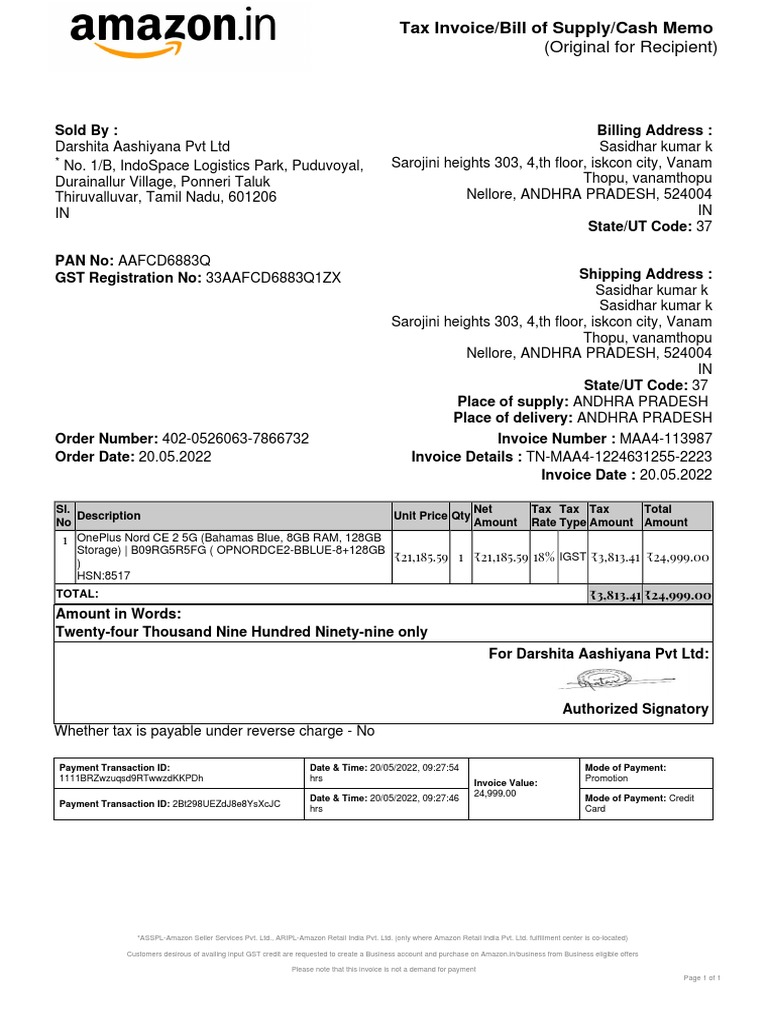 amazon.in
Tax Invoice/Bill of Supply/Cash Memo
(Original for Recipient)
Sold By :
Darshita Aashiyana Pvt Ltd
* No. 1/B, IndoSpace Logistics Park, Puduvoyal,
Durainallur Village, Ponneri Taluk
Thiruvalluvar, Tamil Nadu, 601206
IN
PAN No: AAFCD6883Q
GST Registration No: 33AAFCD6883Q1ZX
Billing Address :
Sasidhar kumar k
Sarojini heights 303, 4,th floor, iskcon city, Vanam
Thopu, vanamthopu
Nellore, ANDHRA PRADESH, 524004
IN
State/UT Code: 37
Shipping Address :
Sasidhar kumar k
Sasidhar kumar k
Sarojini heights 303, 4,th floor, iskcon city, Vanam
Thopu, vanamthopu
Nellore, ANDHRA PRADESH, 524004
IN
State/UT Code: 37
Place of supply: ANDHRA PRADESH
Place of delivery: ANDHRA PRADESH
Order Number: 402-0526063-7866732
Order Date: 20.05.2022
Invoice Number : MAA4-113987
Invoice Details : TN-MAA4-1224631255-2223
Invoice Date : 20.05.2022
Sl. No Description Unit Price Qty Net Amount Tax Rate Tax Type Tax Amount Total Amount
1 OnePlus Nord CE 2 5G (Bahamas Blue, 8GB RAM, 128GB
Storage) | B09RG5R5FG ( OPNORDCE2-BBLUE-8+128GB
)
HSN:8517
₹21,185.59 1 ₹21,185.59 18% IGST ₹3,813.41 ₹24,999.00
TOTAL: ₹3,813.41 ₹24,999.00
Amount in Words:
Twenty-four Thousand Nine Hundred Ninety-nine only
For Darshita Aashiyana Pvt Ltd:
Authorized Signatory
Whether tax is payable under reverse charge - No
Payment Transaction ID:
1111BRZwzuqsd9RTwwzdKKPDh
Date & Time: 20/05/2022, 09:27:54
hrs
Invoice Value:
24,999.00
Mode of Payment:
Promotion
Payment Transaction ID: 2Bt298UEZdJ8e8YsXcJC
Date & Time: 20/05/2022, 09:27:46
hrs
Mode of Payment: Credit
Card
*ASSPL-Amazon Seller Services Pvt. Ltd., ARIPL-Amazon Retail India Pvt. Ltd. (only where Amazon Retail India Pvt. Ltd. fulfillment center is co-located)
Customers desirous of availing input GST credit are requested to create a Business account and purchase on Amazon.in/business from Business eligible offers
Please note that this invoice is not a demand for payment
Page 1 of 1